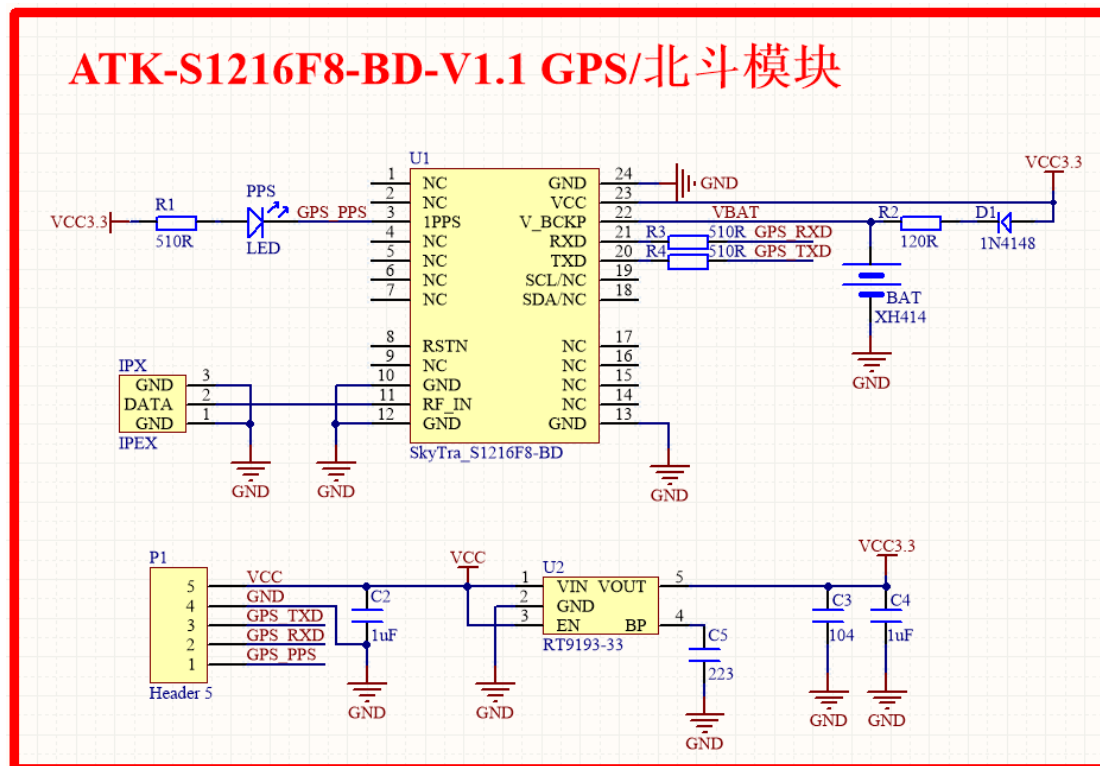 ATK-S1216F8-BD-V1.1 GPS/北斗模块
U1
1 NC GND 24 GND
2 NC VCC 23
VCC3.3 R1 510R PPS LED GPS_PPS 3 1PPS V_BCKP 22 VBAT R2 120R D1 1N4148 VCC3.3
4 NC RXD 21 R3 510R GPS_RXD
5 NC TXD 20 R4 510R GPS_TXD
6 NC SCL/NC 19
7 NC SDA/NC 18
BAT
XH414
GND
8 RSTN NC 17
9 NC NC 16
10 GND NC 15
11 RF_IN NC 14
12 GND GND 13
SkyTra_S1216F8-BD
IPX
GND 3
DATA 2
GND 1
IPEX
GND
GND
GND
P1
5 VCC
4 GND
3 GPS_TXD
2 GPS_RXD
1 GPS_PPS
Header 5
C2
1uF
GND
VCC
U2
1 VIN VOUT 5
2 GND
3 EN BP 4
RT9193-33
GND
C5
223
GND
VCC3.3
C3
104
GND
C4
1uF
GND